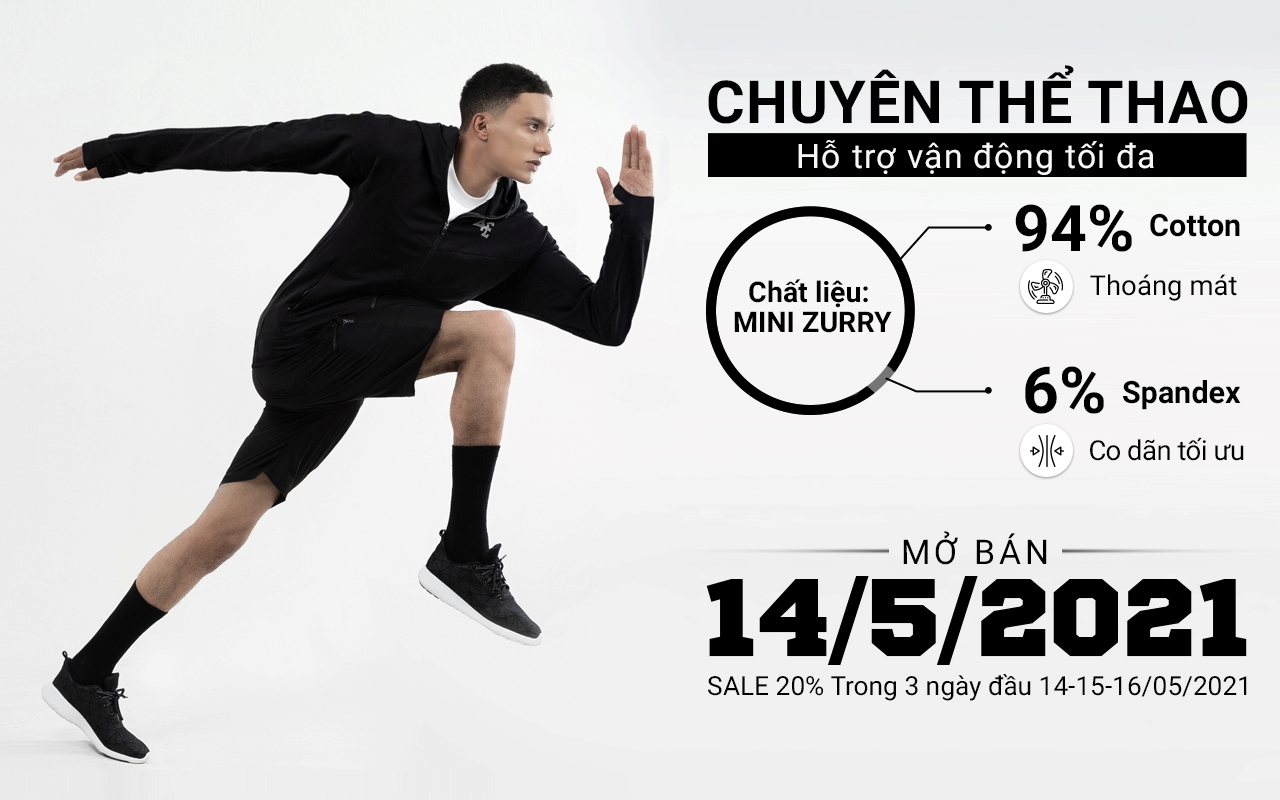 CHUYÊN THỂ THAO
Hỗ trợ vận động tối đa
Chất liệu:
MINI ZURRY
94% Cotton
Thoáng mát
6% Spandex
Co dãn tối ưu
MỞ BÁN
14/5/2021
SALE 20% Trong 3 ngày đầu 14-15-16/05/2021